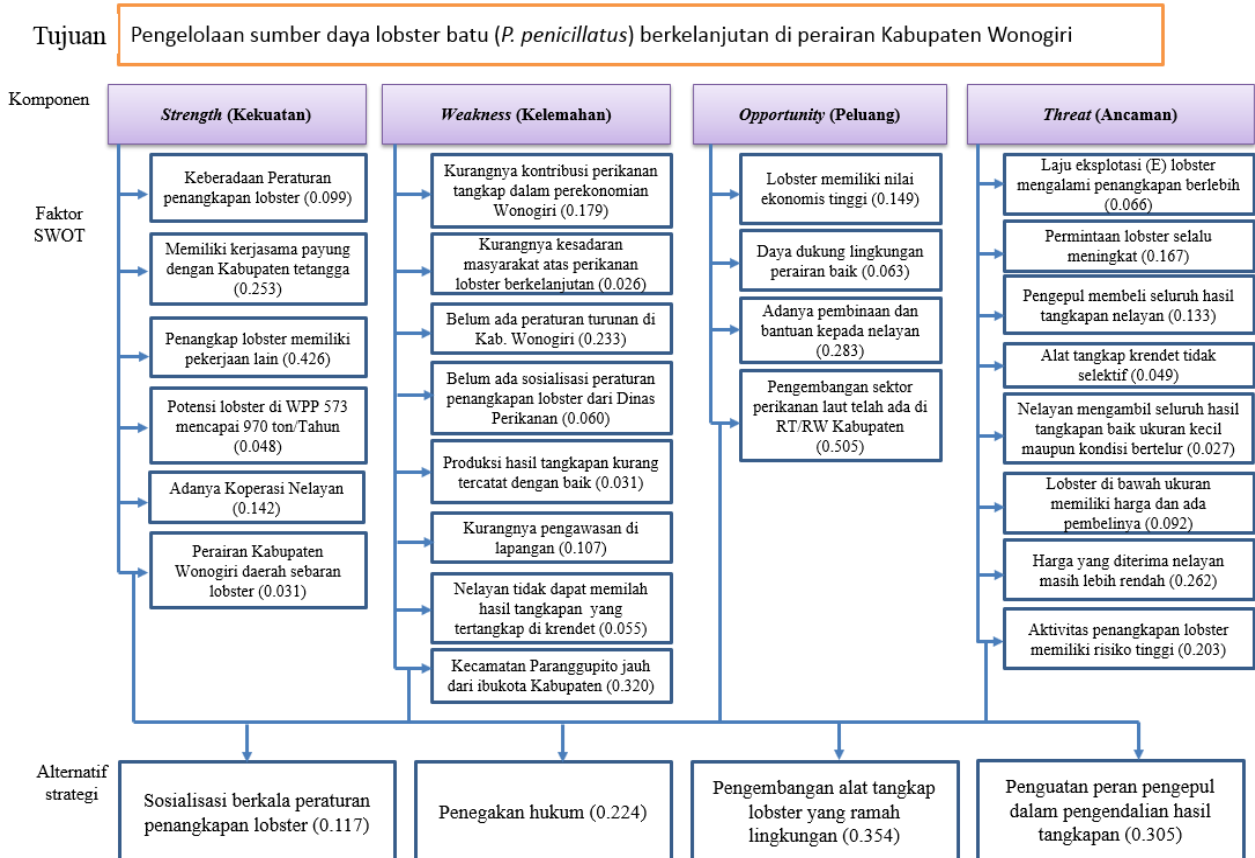 Tujuan
Pengelolaan sumber daya lobster batu (P. penicillatus) berkelanjutan di perairan Kabupaten Wonogiri
Komponen
Strength (Kekuatan)
Weakness (Kelemahan)
Opportunity (Peluang)
Threat (Ancaman)
Faktor
SWOT
Keberadaan Peraturan
penangkapan lobster (0.099)
Memiliki kerjasama payung
dengan Kabupaten tetangga
(0.253)
Penangkap lobster memiliki
pekerjaan lain (0.426)
Potensi lobster di WPP 573
mencapai 970 ton/Tahun
(0.048)
Adanya Koperasi Nelayan
(0.142)
Perairan Kabupaten
Wonogiri daerah sebaran
lobster (0.031)
Kurangnya kontribusi perikanan
tangkap dalam perekonomian
Wonogiri (0.179)
Kurangnya kesadaran
masyarakat atas perikanan
lobster berkelanjutan (0.026)
Belum ada peraturan turunan di
Kab. Wonogiri (0.233)
Belum ada sosialisasi peraturan
penangkapan lobster dari Dinas
Perikanan (0.060)
Produksi hasil tangkapan kurang
tercatat dengan baik (0.031)
Kurangnya pengawasan di
lapangan (0.107)
Nelayan tidak dapat memilah
hasil tangkapan yang
tertangkap di krendet (0.055)
Kecamatan Paranggupito jauh
dari ibukota Kabupaten (0.320)
Lobster memiliki nilai
ekonomis tinggi (0.149)
Daya dukung lingkungan
perairan baik (0.063)
Adanya pembinaan dan
bantuan kepada nelayan
(0.283)
Pengembangan sektor
perikanan laut telah ada di
RT/RW Kabupaten
(0.505)
Laju eksplotasi (E) lobster
mengalami penangkapan berlebih
(0.066)
Permintaan lobster selalu
meningkat (0.167)
Pengepul membeli seluruh hasil
tangkapan nelayan (0.133)
Alat tangkap krendet tidak
selektif (0.049)
Nelayan mengambil seluruh hasil
tangkapan baik ukuran kecil
maupun kondisi bertelur (0.027)
Lobster di bawah ukuran
memiliki harga dan ada
pembelinya (0.092)
Harga yang diterima nelayan
masih lebih rendah (0.262)
Aktivitas penangkapan lobster
memiliki risiko tinggi (0.203)
Alternatif
strategi
Sosialisasi berkala peraturan
penangkapan lobster (0.117)
Penegakan hukum (0.224)
Pengembangan alat tangkap
lobster yang ramah
lingkungan (0.354)
Penguatan peran pengepul
dalam pengendalian hasil
tangkapan (0.305)